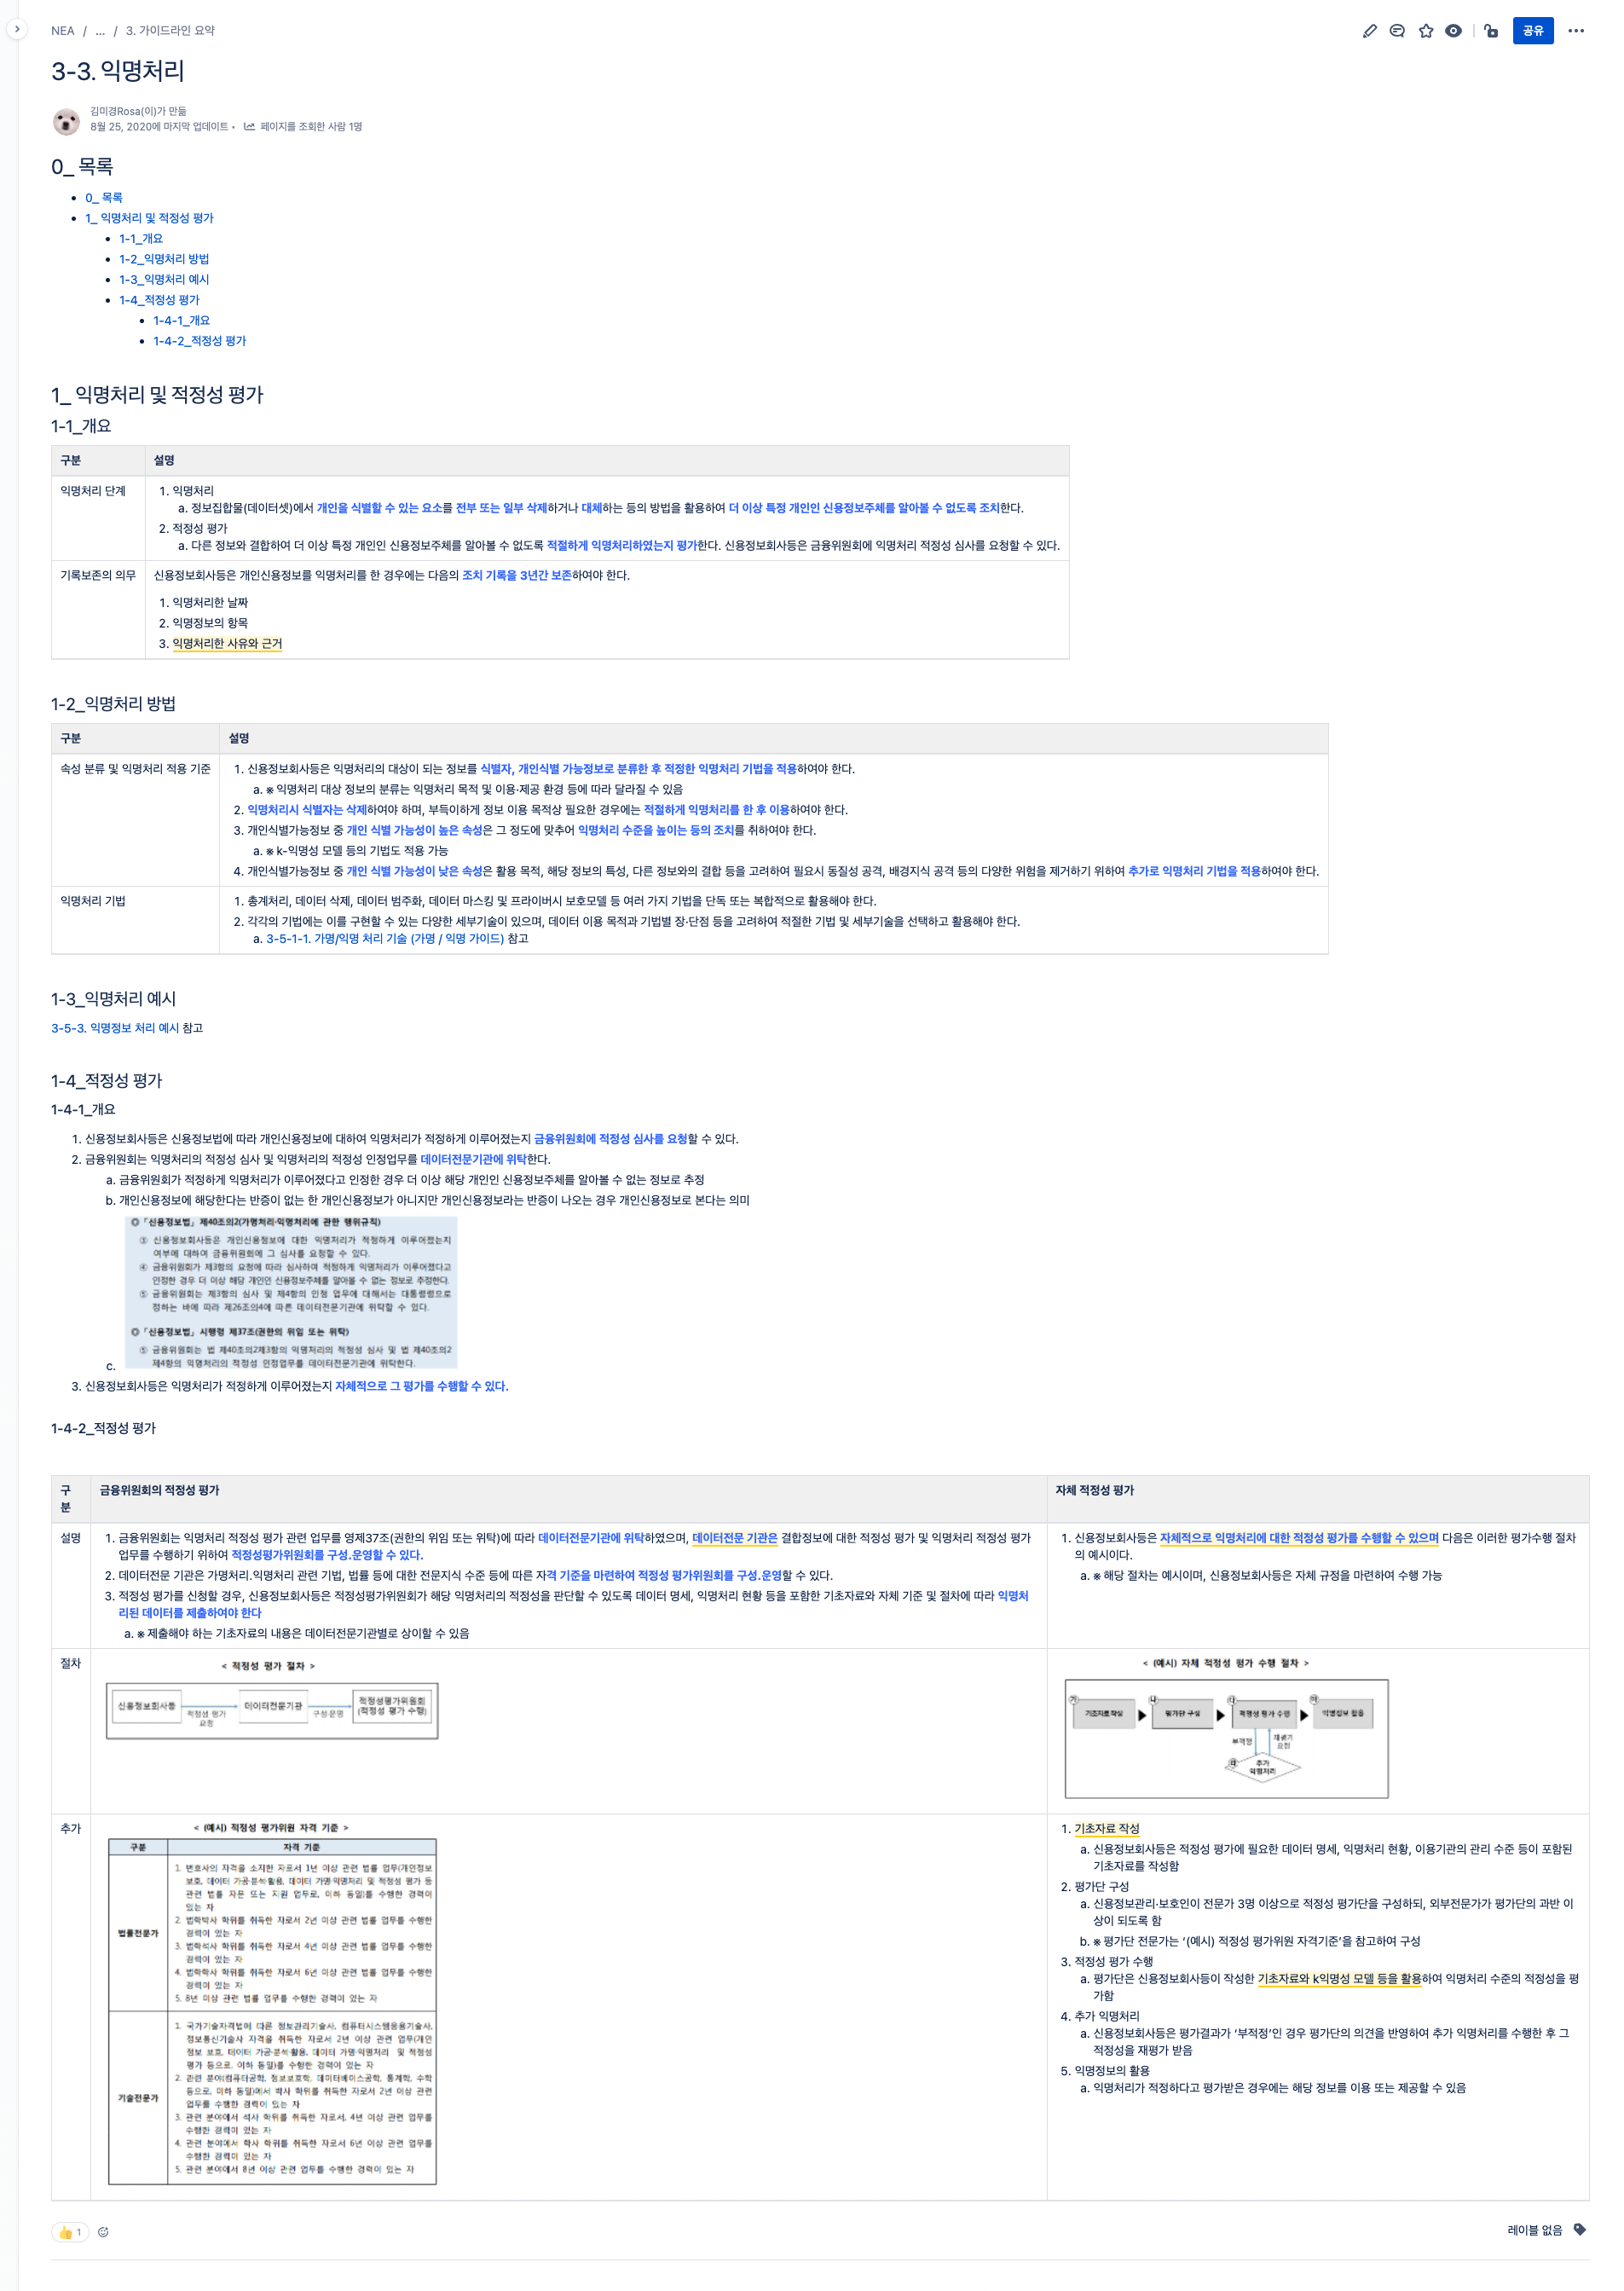 NEA / ... / 3. 가이드라인 요약
공유
3-3. 익명처리
김미경Rosa(이)가 만듦
8월 25, 2020에 마지막 업데이트 • 페이지를 조회한 사람 1명
0_ 목록
0_ 목록
1_ 익명처리 및 적정성 평가
1-1_개요
1-2_익명처리 방법
1-3_익명처리 예시
1-4_적정성 평가
1-4-1_개요
1-4-2_적정성 평가
1_ 익명처리 및 적정성 평가
1-1_개요
구분 설명
익명처리 단계
1. 익명처리
a. 정보집합물(데이터셋)에서 개인을 식별할 수 있는 요소를 전부 또는 일부 삭제하거나 대체하는 등의 방법을 활용하여 더 이상 특정 개인인 신용정보주체를 알아볼 수 없도록 조치한다.
2. 적정성 평가
a. 다른 정보와 결합하여 더 이상 특정 개인인 신용정보주체를 알아볼 수 없도록 적절하게 익명처리하였는지 평가한다. 신용정보회사등은 금융위원회에 익명처리 적정성 심사를 요청할 수 있다.
기록보존의 의무 신용정보회사등은 개인신용정보를 익명처리를 한 경우에는 다음의 조치 기록을 3년간 보존하여야 한다.
1. 익명처리한 날짜
2. 익명정보의 항목
3. 익명처리한 사유와 근거
1-2_익명처리 방법
구분 설명
속성 분류 및 익명처리 적용 기준
1. 신용정보회사등은 익명처리의 대상이 되는 정보를 식별자, 개인식별 가능정보로 분류한 후 적정한 익명처리 기법을 적용하여야 한다.
a. ※ 익명처리 대상 정보의 분류는 익명처리 목적 및 이용·제공 환경 등에 따라 달라질 수 있음
2. 익명처리시 식별자는 삭제하여야 하며, 부득이하게 정보 이용 목적상 필요한 경우에는 적절하게 익명처리를 한 후 이용하여야 한다.
3. 개인식별가능정보 중 개인 식별 가능성이 높은 속성은 그 정도에 맞추어 익명처리 수준을 높이는 등의 조치를 취하여야 한다.
a. ※ k-익명성 모델 등의 기법도 적용 가능
4. 개인식별가능정보 중 개인 식별 가능성이 낮은 속성은 활용 목적, 해당 정보의 특성, 다른 정보와의 결합 등을 고려하여 필요시 동질성 공격, 배경지식 공격 등의 다양한 위험을 제거하기 위하여 추가로 익명처리 기법을 적용하여야 한다.
익명처리 기법
1. 총계처리, 데이터 삭제, 데이터 범주화, 데이터 마스킹 및 프라이버시 보호모델 등 여러 가지 기법을 단독 또는 복합적으로 활용해야 한다.
2. 각각의 기법에는 이를 구현할 수 있는 다양한 세부기술이 있으며, 데이터 이용 목적과 기법별 장·단점 등을 고려하여 적절한 기법 및 세부기술을 선택하고 활용해야 한다.
a. 3-5-1-1. 가명/익명 처리 기술 (가명 / 익명 가이드) 참고
1-3_익명처리 예시
3-5-3. 익명정보 처리 예시 참고
1-4_적정성 평가
1-4-1_개요
1. 신용정보회사등은 신용정보법에 따라 개인신용정보에 대하여 익명처리가 적정하게 이루어졌는지 금융위원회에 적정성 심사를 요청할 수 있다.
2. 금융위원회는 익명처리의 적정성 심사 및 익명처리의 적정성 인정업무를 데이터전문기관에 위탁한다.
a. 금융위원회가 적정하게 익명처리가 이루어졌다고 인정한 경우 더 이상 해당 개인인 신용정보주체를 알아볼 수 없는 정보로 추정
b. 개인신용정보에 해당한다는 반증이 없는 한 개인신용정보가 아니지만 개인신용정보라는 반증이 나오는 경우 개인신용정보로 본다는 의미
◎「신용정보법」제40조의2(가명처리·익명처리에 관한 행위규칙)
③ 신용정보회사등은 개인신용정보에 대한 익명처리가 적정하게 이루어졌는지
여부에 대하여 금융위원회에 그 심사를 요청할 수 있다.
④ 금융위원회가 제3항의 요청에 따라 심사하여 적정하게 익명처리가 이루어졌다고
인정한 경우 더 이상 해당 개인인 신용정보주체를 알아볼 수 없는 정보로 추정한다.
⑤ 금융위원회는 제3항의 심사 및 제4항의 인정 업무에 대해서는 대통령령으로
정하는 바에 따라 제26조의4에 따른 데이터전문기관에 위탁할 수 있다.
◎「신용정보법」시행령 제37조(권한의 위임 또는 위탁)
⑤ 금융위원회는 법 제40조의2제3항의 익명처리의 적정성 심사 및 법 제40조의2
제4항의 익명처리의 적정성 인정업무를 데이터전문기관에 위탁한다.
c.
3. 신용정보회사등은 익명처리가 적정하게 이루어졌는지 자체적으로 그 평가를 수행할 수 있다.
1-4-2_적정성 평가
구분 금융위원회의 적정성 평가 자체 적정성 평가
설명
1. 금융위원회는 익명처리 적정성 평가 관련 업무를 영제37조(권한의 위임 또는 위탁)에 따라 데이터전문기관에 위탁하였으며, 데이터전문 기관은 결합정보에 대한 적정성 평가 및 익명처리 적정성 평가
업무를 수행하기 위하여 적정성평가위원회를 구성.운영할 수 있다.
2. 데이터전문 기관은 가명처리.익명처리 관련 기법, 법률 등에 대한 전문지식 수준 등에 따른 자격 기준을 마련하여 적정성 평가위원회를 구성.운영할 수 있다.
3. 적정성 평가를 신청할 경우, 신용정보회사등은 적정성평가위원회가 해당 익명처리의 적정성을 판단할 수 있도록 데이터 명세, 익명처리 현황 등을 포함한 기초자료와 자체 기준 및 절차에 따라 익명처
리된 데이터를 제출하여야 한다
a. ※ 제출해야 하는 기초자료의 내용은 데이터전문기관별로 상이할 수 있음
1. 신용정보회사등은 자체적으로 익명처리에 대한 적정성 평가를 수행할 수 있으며 다음은 이러한 평가수행 절차
의 예시이다.
a. ※ 해당 절차는 예시이며, 신용정보회사등은 자체 규정을 마련하여 수행 가능
절차
< 적정성 평가 절차 >
신용정보회사등
적정성 평가
요청
데이터전문기관
구성·운영
적정성평가위원회
(적정성 평가 수행)
< (예시) 자체 적정성 평가 수행 절차 >
기초자료 작성
평가단 구성
적정성 평가 수행
익명정보 활용
부적정
재평가
요청
추가
익명처리
추가
< (예시) 적정성 평가위원 자격 기준 >
구분 자격 기준
법률전문가
1. 변호사의 자격을 소지한 자로서 1년 이상 관련 법률 업무(개인정보
보호, 데이터 가공·분석·활용, 데이터 가명·익명처리 및 적정성 평가 등
관련 법률 자문 또는 지원 업무로, 이하 동일)를 수행한 경력이
있는 자
2. 법학박사 학위를 취득한 자로서 2년 이상 관련 법률 업무를 수행한
경력이 있는 자
3. 법학석사 학위를 취득한 자로서 4년 이상 관련 법률 업무를 수행한
경력이 있는 자
4. 법학학사 학위를 취득한 자로서 6년 이상 관련 법률 업무를 수행한
경력이 있는 자
5. 8년 이상 관련 법률 업무를 수행한 경력이 있는 자
기술전문가
1. 국가기술자격법에 따른 정보관리기술사, 컴퓨터시스템응용기술사,
정보통신기술사 자격을 취득한 자로서 2년 이상 관련 업무(개인
정보 보호, 데이터 가공·분석·활용, 데이터 가명·익명처리 및 적정성
평가 등으로, 이하 동일)를 수행한 경력이 있는 자
2. 관련 분야(컴퓨터공학, 정보보호학, 데이터베이스공학, 통계학, 수학
등으로, 이하 동일)에서 박사 학위를 취득한 자로서 2년 이상 관련
업무를 수행한 경력이 있는 자
3. 관련 분야에서 석사 학위를 취득한 자로서, 4년 이상 관련 업무를
수행한 경력이 있는 자
4. 관련 분야에서 학사 학위를 취득한 자로서 6년 이상 관련 업무를
수행한 경력이 있는 자
5. 관련 분야에서 8년 이상 관련 업무를 수행한 경력이 있는 자
1. 기초자료 작성
a. 신용정보회사등은 적정성 평가에 필요한 데이터 명세, 익명처리 현황, 이용기관의 관리 수준 등이 포함된
기초자료를 작성함
2. 평가단 구성
a. 신용정보관리·보호인이 전문가 3명 이상으로 적정성 평가단을 구성하되, 외부전문가가 평가단의 과반 이
상이 되도록 함
b. ※ 평가단 전문가는 ‘(예시) 적정성 평가위원 자격기준’을 참고하여 구성
3. 적정성 평가 수행
a. 평가단은 신용정보회사등이 작성한 기초자료와 k익명성 모델 등을 활용하여 익명처리 수준의 적정성을 평
가함
4. 추가 익명처리
a. 신용정보회사등은 평가결과가 ‘부적정’인 경우 평가단의 의견을 반영하여 추가 익명처리를 수행한 후 그
적정성을 재평가 받음
5. 익명정보의 활용
a. 익명처리가 적정하다고 평가받은 경우에는 해당 정보를 이용 또는 제공할 수 있음
1
레이블 없음